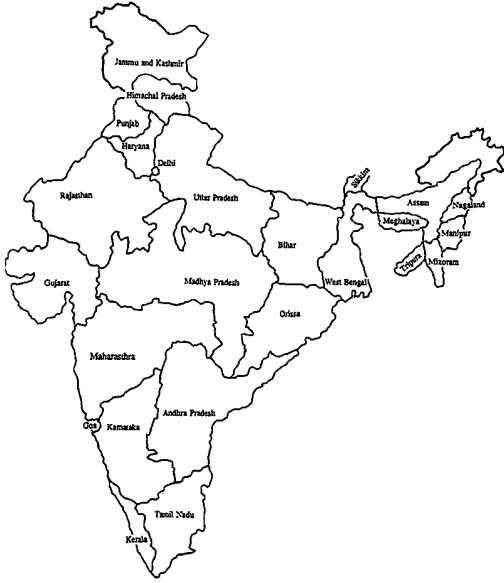 Jammu and Kashmir
Himachal Pradesh
Punjab
Haryana
Delhi
Sikkim
Rajasthan
Uttar Pradesh
Assam
Nagaland
Meghalaya
Manipur
Bihar
Tripura
Mizoram
Gujarat
Madhya Pradesh
West Bengal
Orissa
Maharasthra
Andhra Pradesh
Goa
Karnataka
Tamil Nadu
Kerala